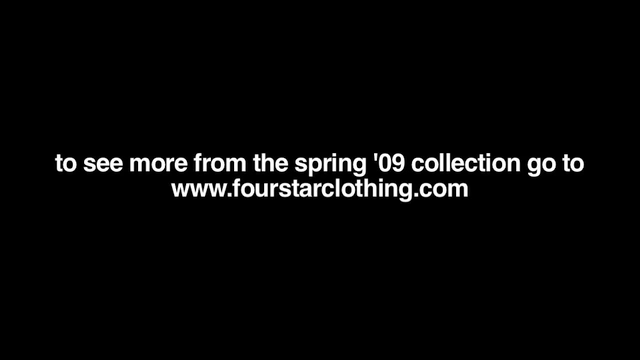 to see more from the spring '09 collection go to
www.fourstarclothing.com